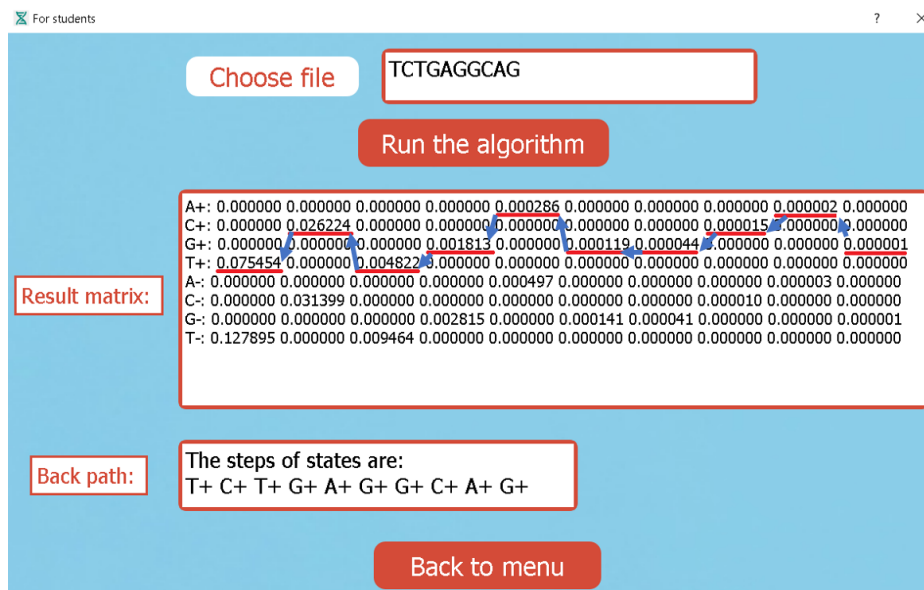 For students
Choose file
TCTGAGGCAG
Run the algorithm
A+: 0.000000 0.000000 0.000000 0.000000 0.000286 0.000000 0.000000 0.000000 0.000002 0.000000
C+: 0.000000 0.026224 0.000000 0.000000 0.000000 0.000000 0.000000 0.000015 0.000000 0.000000
G+: 0.000000 0.000000 0.000000 0.001813 0.000000 0.000119 0.000044 0.000000 0.000000 0.000001
T+: 0.075454 0.000000 0.004822 0.000000 0.000000 0.000000 0.000000 0.000000 0.000000 0.000000
A-: 0.000000 0.000000 0.000000 0.000000 0.000497 0.000000 0.000000 0.000000 0.000003 0.000000
C-: 0.000000 0.031399 0.000000 0.000000 0.000000 0.000000 0.000000 0.000010 0.000000 0.000000
G-: 0.000000 0.000000 0.000000 0.002815 0.000000 0.000141 0.000041 0.000000 0.000000 0.000001
T-: 0.127895 0.000000 0.009464 0.000000 0.000000 0.000000 0.000000 0.000000 0.000000 0.000000
Result matrix:
The steps of states are:
T+ C+ T+ G+ A+ G+ G+ C+ A+ G+
Back path:
Back to menu